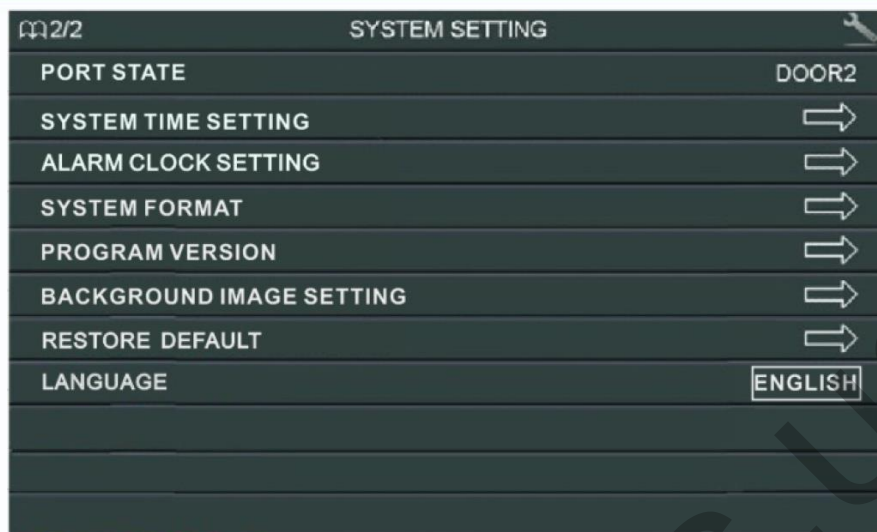 2/2 SYSTEM SETTING
PORT STATE DOOR2
SYSTEM TIME SETTING
ALARM CLOCK SETTING
SYSTEM FORMAT
PROGRAM VERSION
BACKGROUND IMAGE SETTING
RESTORE DEFAULT
LANGUAGE ENGLISH